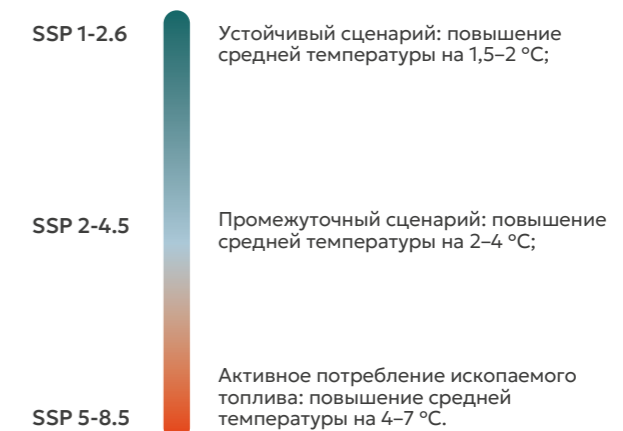 SSP 1-2.6
Устойчивый сценарий: повышение
средней температуры на 1,5–2 °C;
SSP 2-4.5
Промежуточный сценарий: повышение
средней температуры на 2–4 °C;
Активное потребление ископаемого
топлива: повышение средней
SSP 5-8.5
температуры на 4–7 °C.